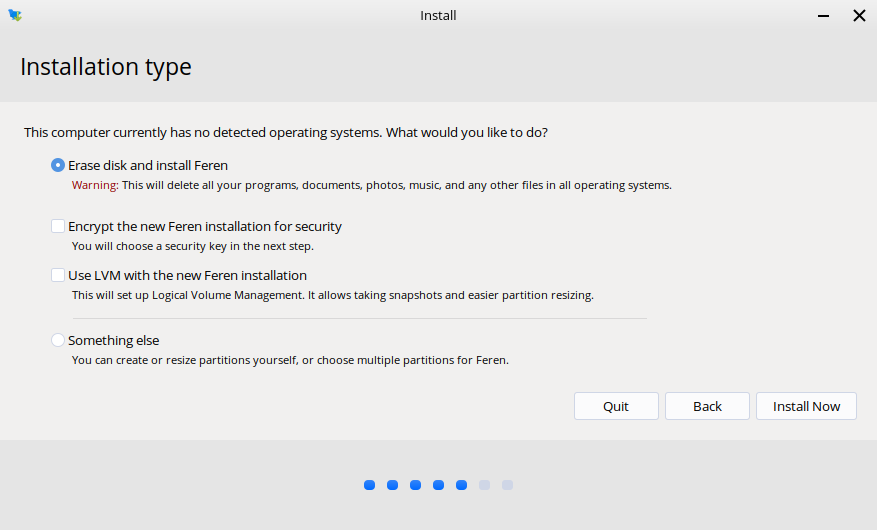 Install
Installation type
This computer currently has no detected operating systems. What would you like to do?
Erase disk and install Feren
Warning: This will delete all your programs, documents, photos, music, and any other files in all operating systems.
Encrypt the new Feren installation for security
You will choose a security key in the next step.
Use LVM with the new Feren installation
This will set up Logical Volume Management. It allows taking snapshots and easier partition resizing.
Something else
You can create or resize partitions yourself, or choose multiple partitions for Feren.
Quit Back Install Now